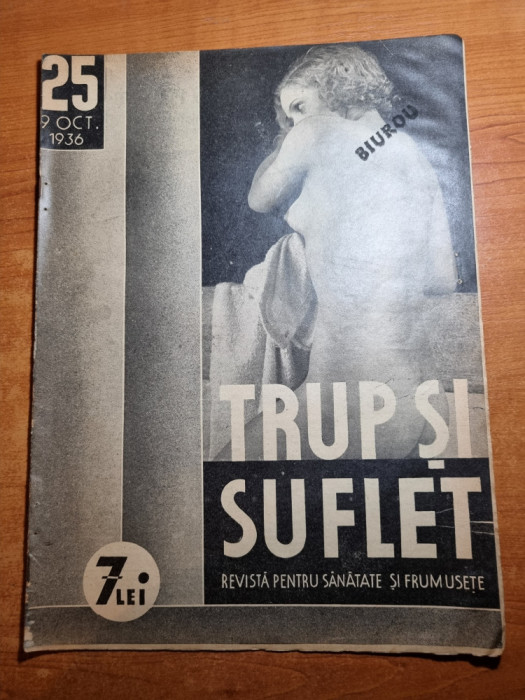 25
9 OCT.
1936
BIUROU
TRUP ȘI
SUFLET
REVISTĂ PENTRU SĂNĂTATE ȘI FRUMUSEȚE
7 LEI